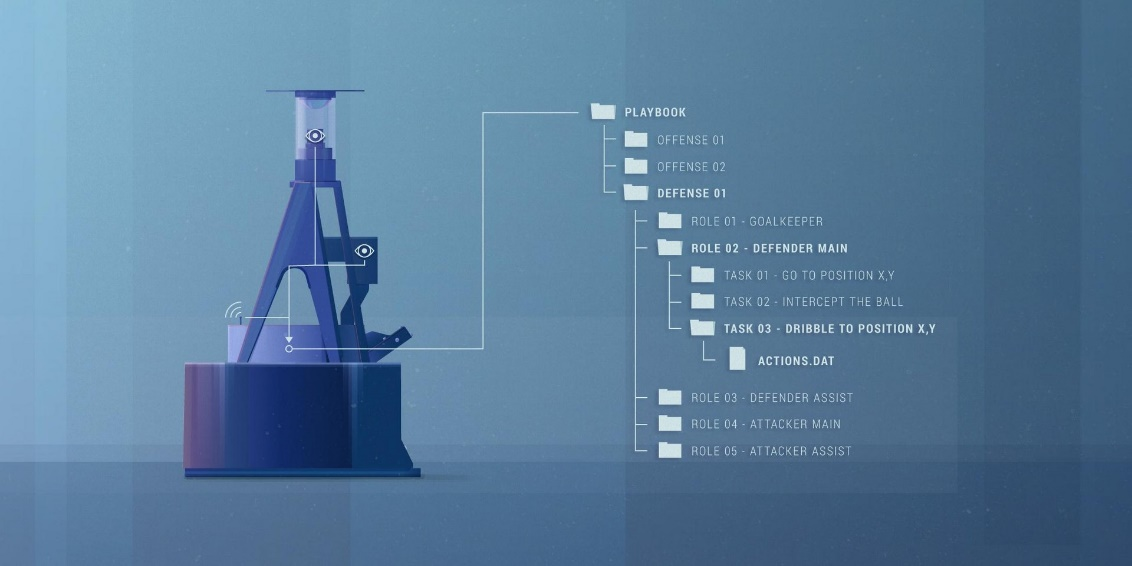 PLAYBOOK
OFFENSE 01
OFFENSE 02
DEFENSE 01
ROLE 01 - GOALKEEPER
ROLE 02 - DEFENDER MAIN
TASK 01 - GO TO POSITION X,Y
TASK 02 - INTERCEPT THE BALL
TASK 03 - DRIBBLE TO POSITION X,Y
ACTIONS.DAT
ROLE 03 - DEFENDER ASSIST
ROLE 04 - ATTACKER MAIN
ROLE 05 - ATTACKER ASSIST